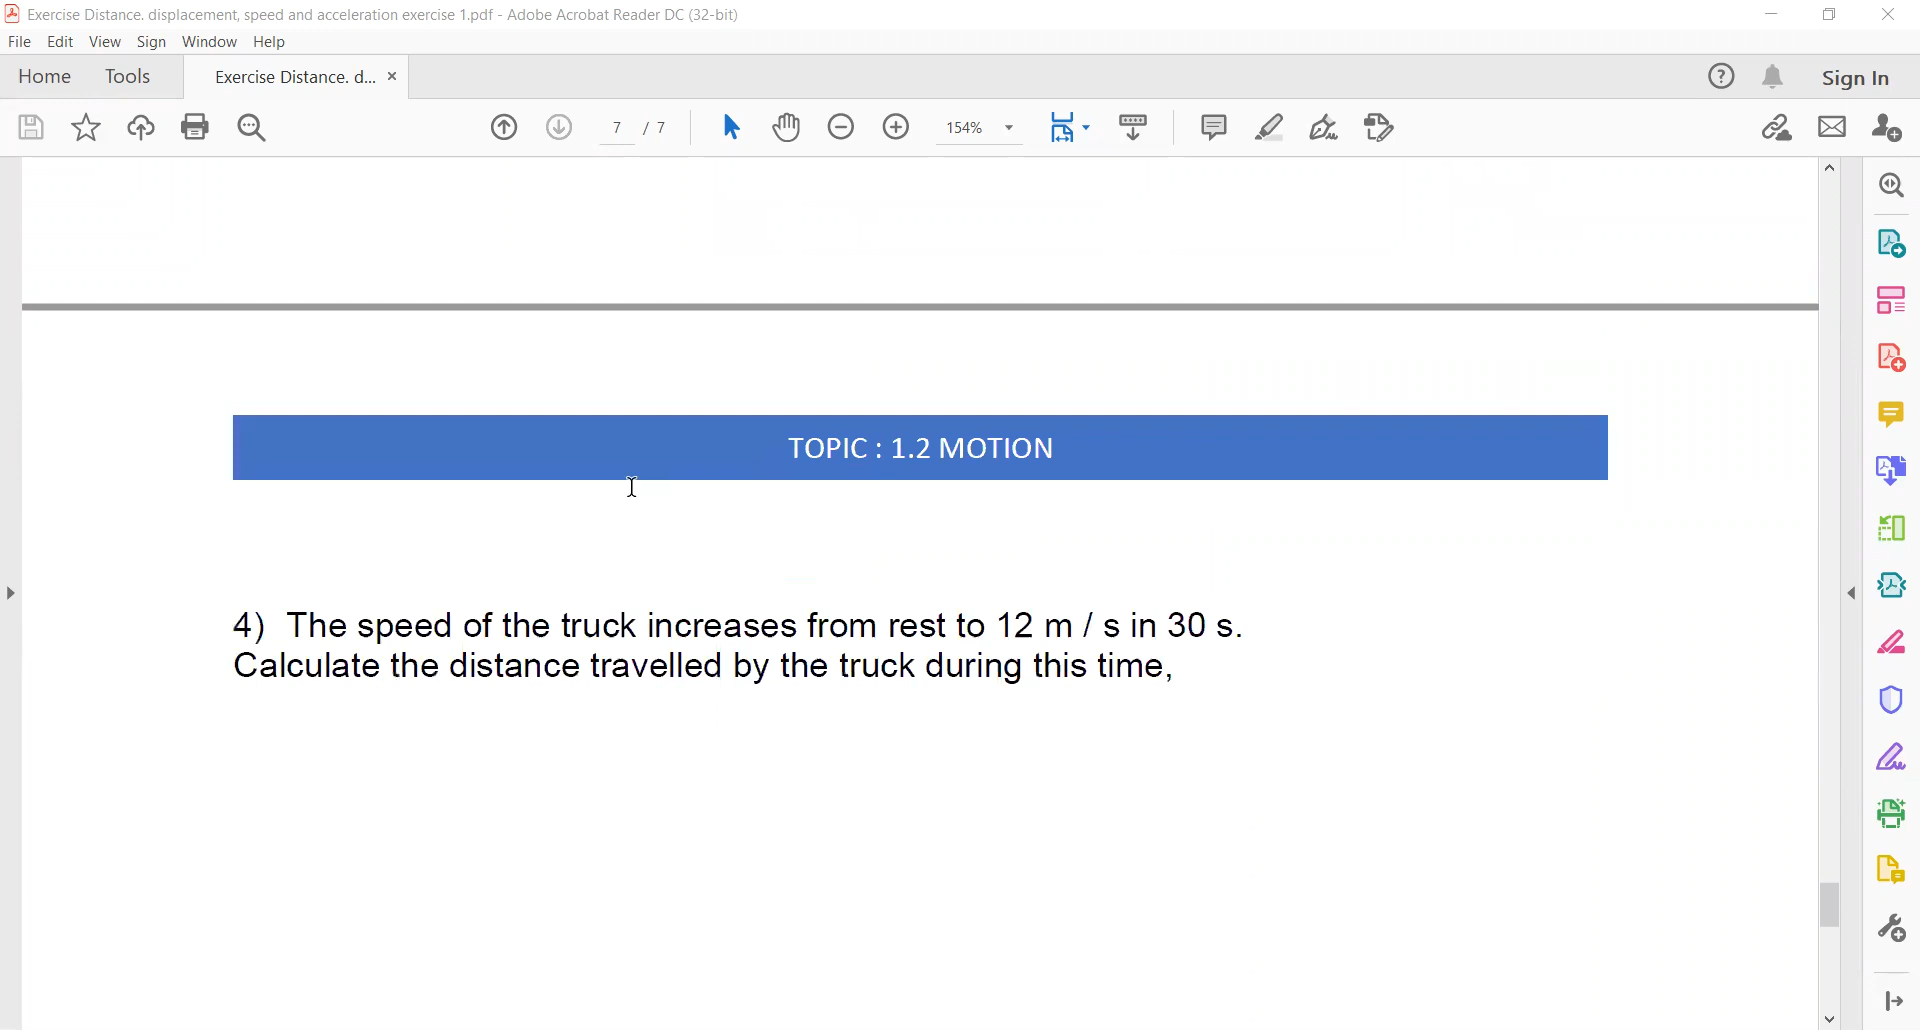 Exercise Distance. displacement, speed and acceleration exercise 1.pdf - Adobe Acrobat Reader DC (32-bit)
File Edit View Sign Window Help
Home Tools Exercise Distance. d... × Sign In
7 / 7 154%
TOPIC : 1.2 MOTION
4) The speed of the truck increases from rest to 12 m / s in 30 s.
Calculate the distance travelled by the truck during this time,